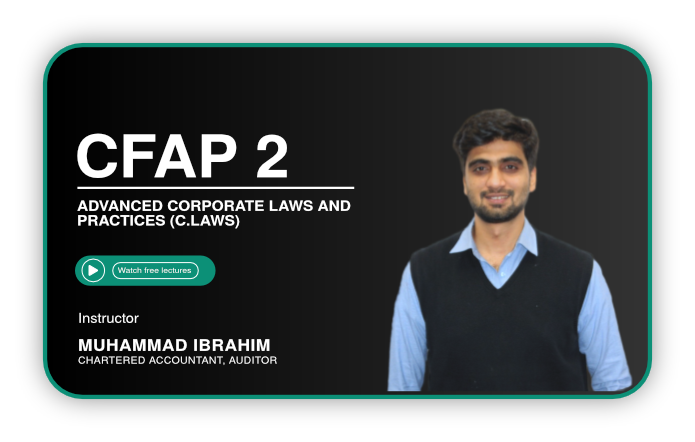 CFAP 2
ADVANCED CORPORATE LAWS AND
PRACTICES (C.LAWS)
Watch free lectures
Instructor
MUHAMMAD IBRAHIM
CHARTERED ACCOUNTANT, AUDITOR